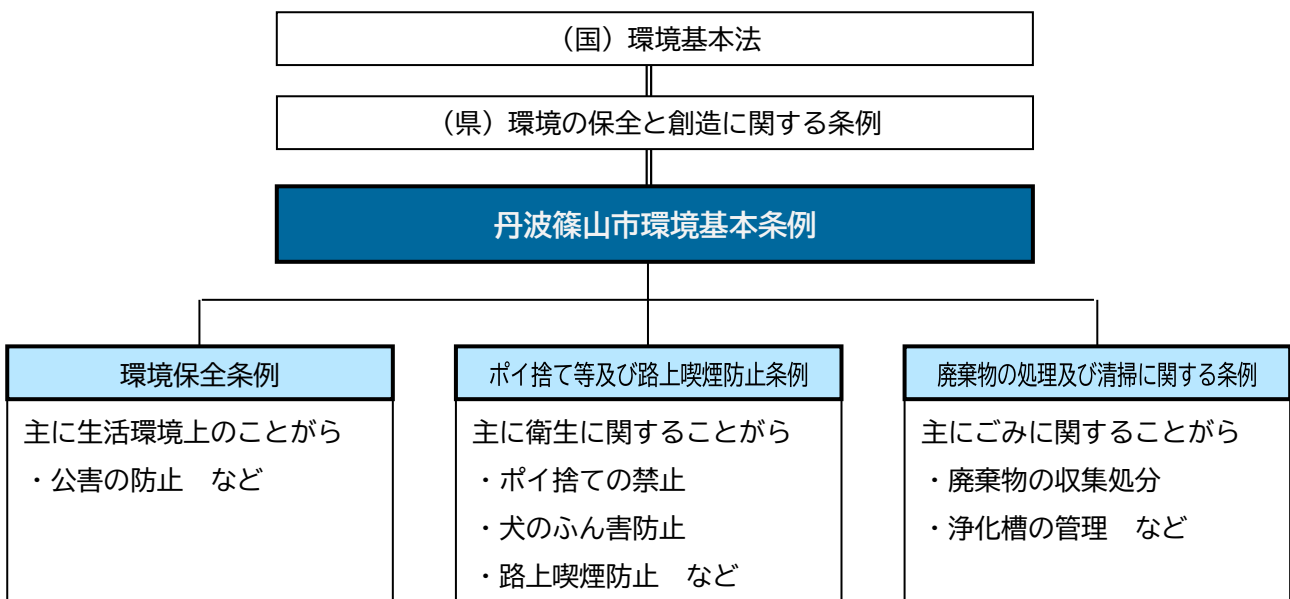 （国）環境基本法
（県）環境の保全と創造に関する条例
丹波篠山市環境基本条例
環境保全条例
主に生活環境上のことがら
・公害の防止　など
ポイ捨て等及び路上喫煙防止条例
主に衛生に関することがら
・ポイ捨ての禁止
・犬のふん害防止
・路上喫煙防止　など
廃棄物の処理及び清掃に関する条例
主にごみに関することがら
・廃棄物の収集処分
・浄化槽の管理　など